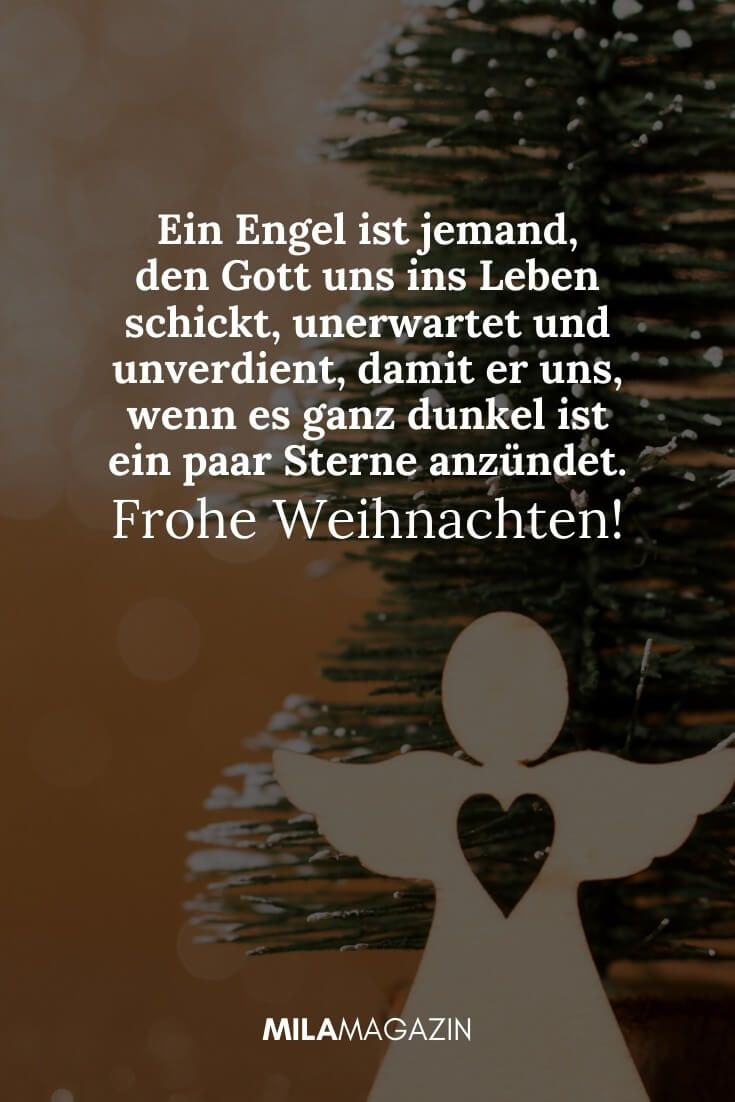 Ein Engel ist jemand,
den Gott uns ins Leben
schickt, unerwartet und
unverdient, damit er uns,
wenn es ganz dunkel ist
ein paar Sterne anzündet.
Frohe Weihnachten!
MILAMAGAZIN